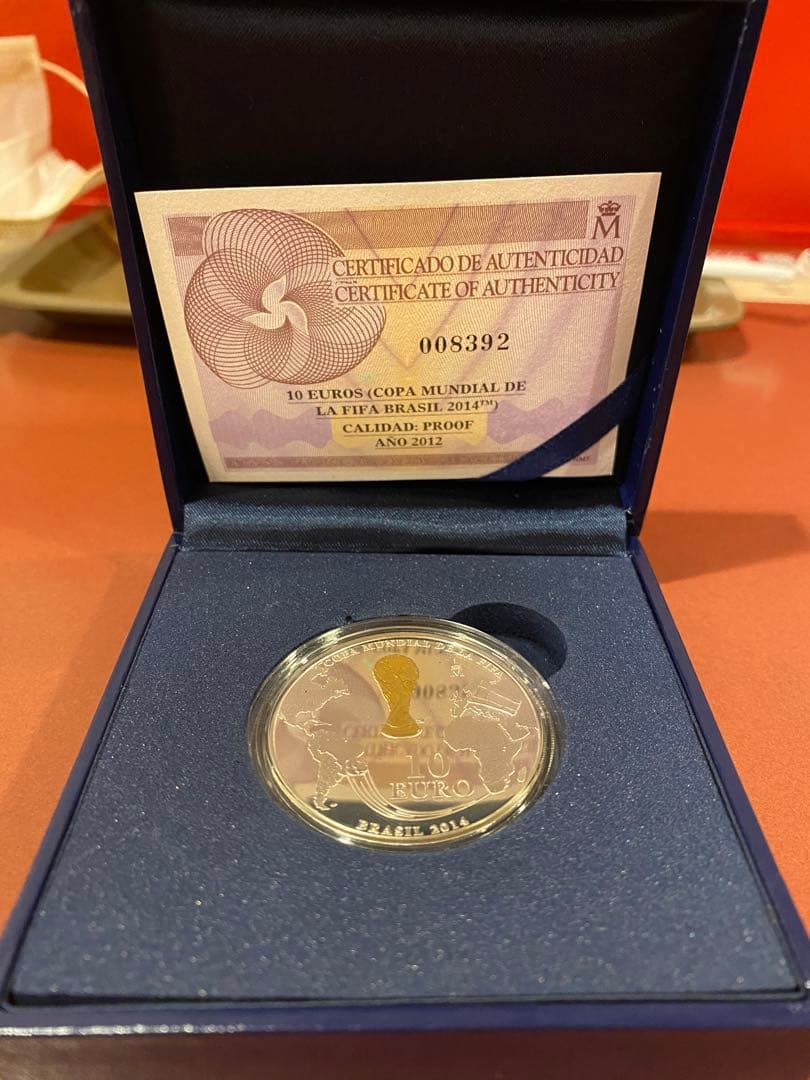 M
CERTIFICADO DE AUTENTICIDAD
CERTIFICATE OF AUTHENTICITY
008392
10 EUROS (COPA MUNDIAL DE
LA FIFA BRASIL 2014™)
CALIDAD: PROOF
AÑO 2012
COPA MUNDIAL DE LA FIFA
M
10
EURO
BRASIL 2014